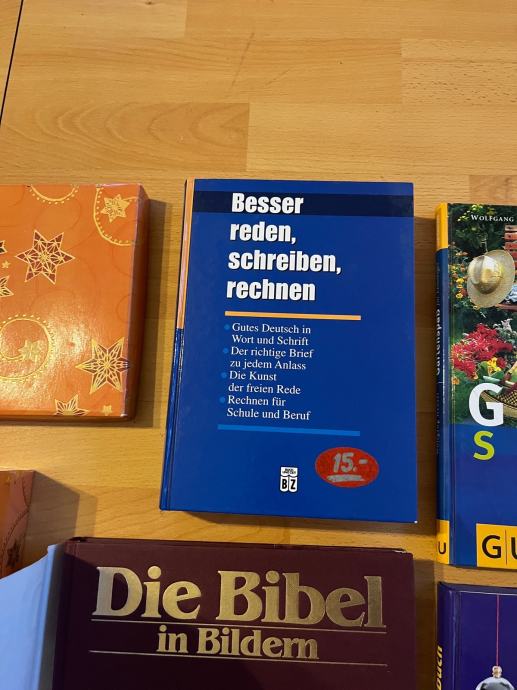 Besser
reden,
schreiben,
rechnen
Gutes Deutsch in
Wort und Schrift
Der richtige Brief
zu jedem Anlass
Die Kunst
der freien Rede
Rechnen für
Schule und Beruf
15.-
BZ
WOLFGANG
Gartenspaß
G
S
GU
U
Die Bibel
in Bildern